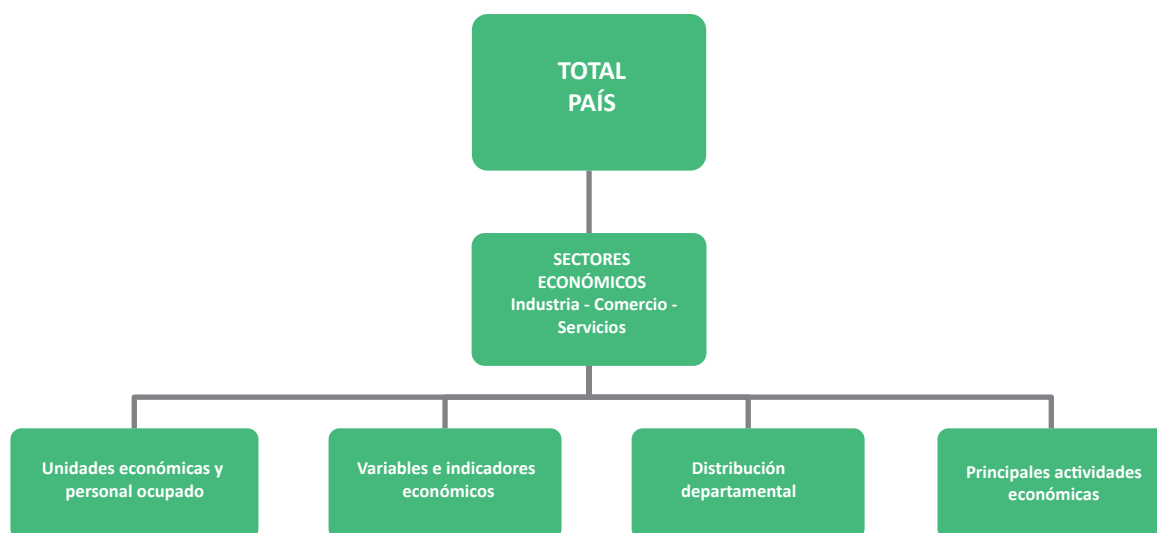 TOTAL
PAÍS
SECTORES
ECONÓMICOS
Industria - Comercio -
Servicios
Unidades económicas y
personal ocupado
Variables e indicadores
económicos
Distribución
departamental
Principales actividades
económicas